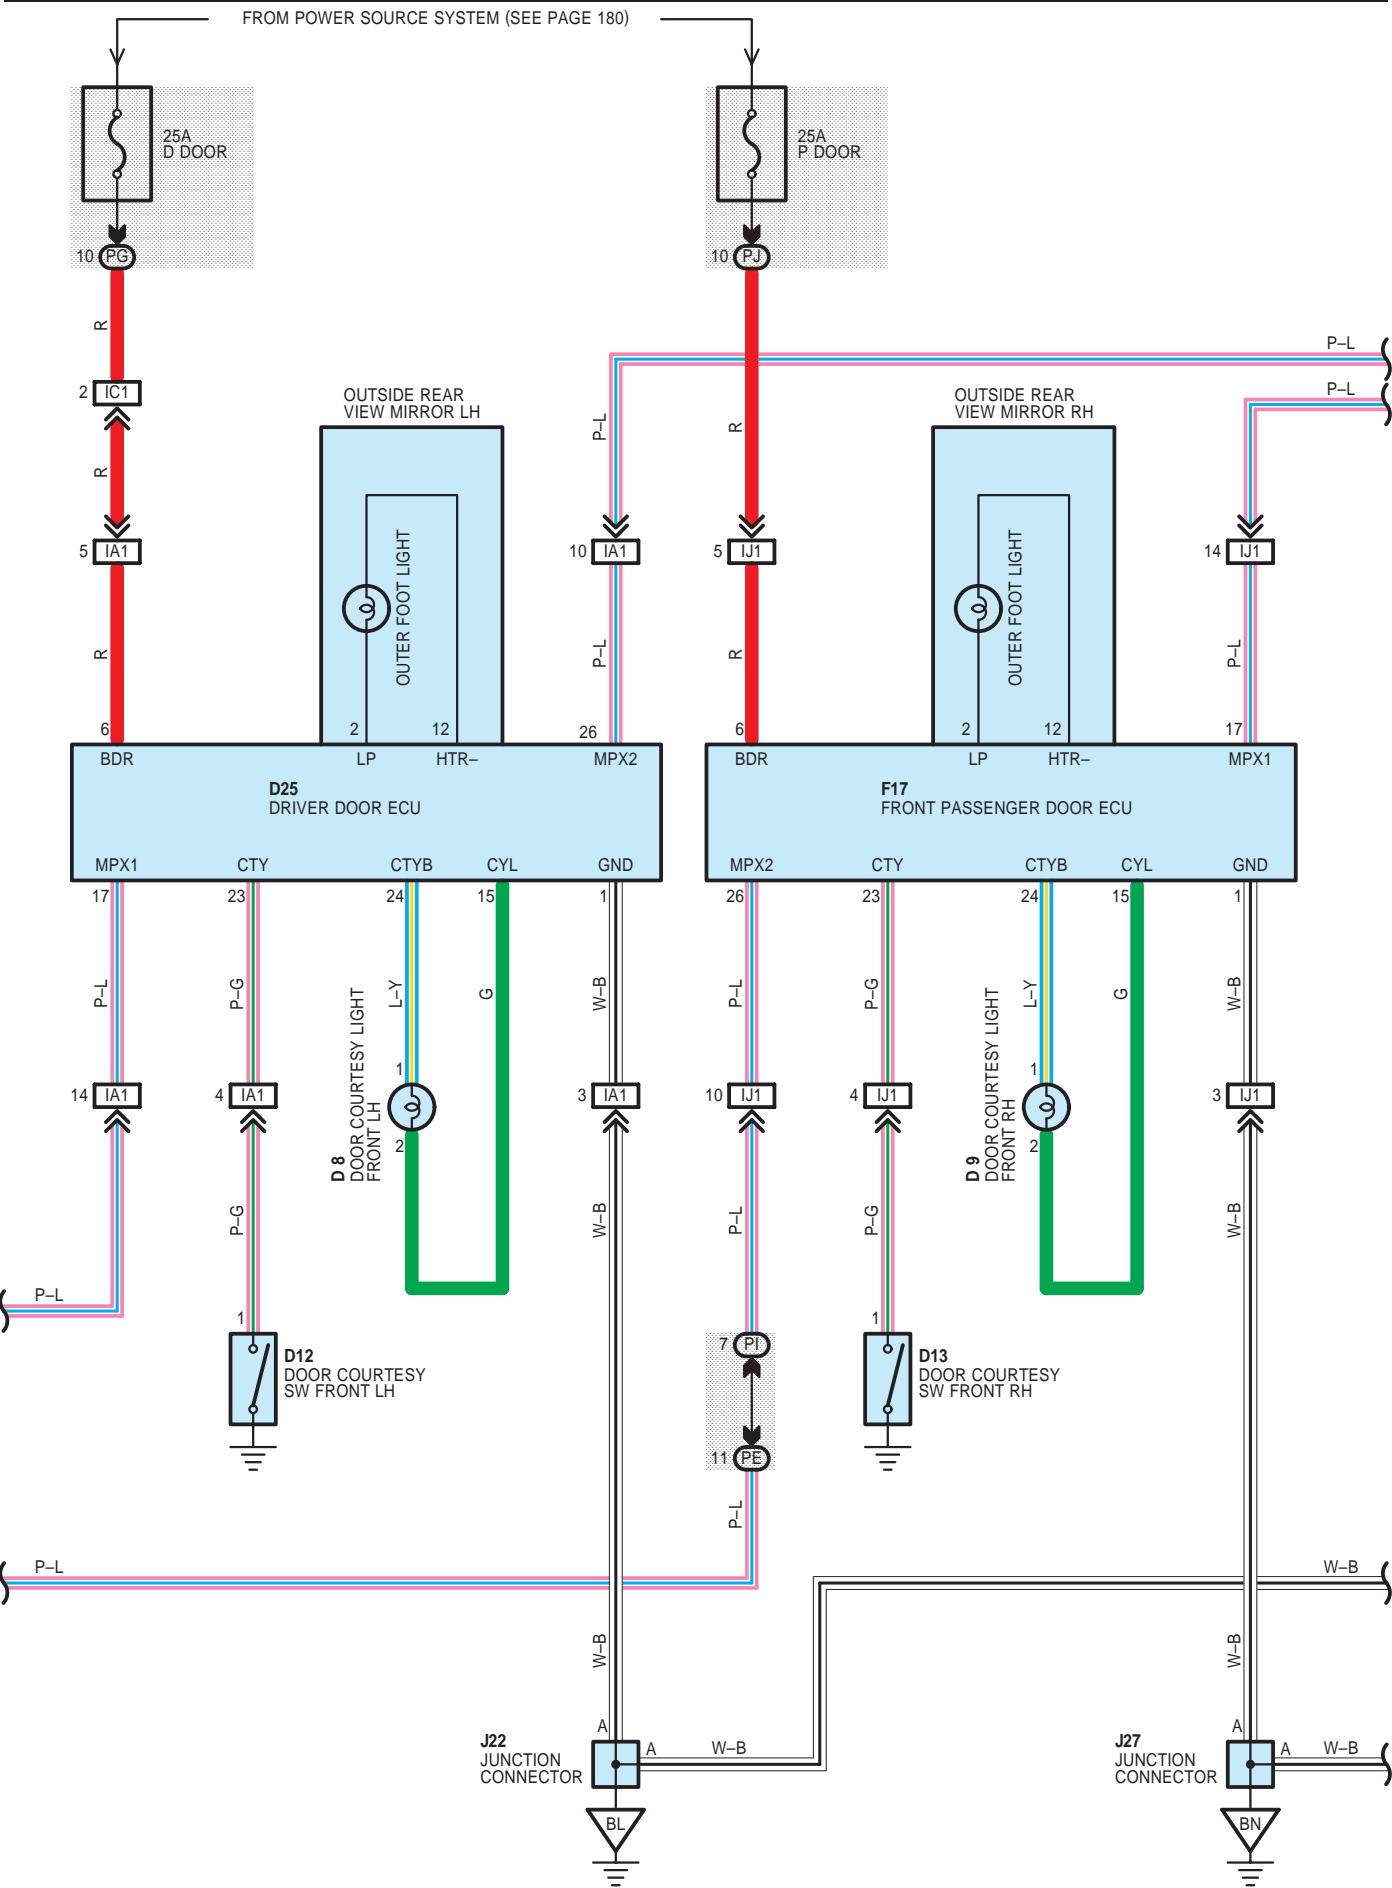 FROM POWER SOURCE SYSTEM (SEE PAGE 180)
25A
D DOOR
25A
P DOOR
10 PG
10 PJ
R
P–L
2 IC1
P–L
OUTSIDE REAR
VIEW MIRROR LH
OUTSIDE REAR
VIEW MIRROR RH
P–L
R
R
5 IA1
10 IA1
5 IJ1
14 IJ1
OUTER FOOT LIGHT
OUTER FOOT LIGHT
R
P–L
R
P–L
6
2
12
26
6
2
12
17
BDR
LP
HTR–
MPX2
BDR
LP
HTR–
MPX1
D25
DRIVER DOOR ECU
F17
FRONT PASSENGER DOOR ECU
MPX1
CTY
CTYB
CYL
GND
MPX2
CTY
CTYB
CYL
GND
17
23
24
15
1
26
23
24
15
1
P–L
P–G
L–Y
G
W–B
P–L
P–G
L–Y
G
W–B
14 IA1
4 IA1
1
3 IA1
10 IJ1
4 IJ1
1
3 IJ1
2
2
D 8
DOOR COURTESY LIGHT
FRONT LH
D 9
DOOR COURTESY LIGHT
FRONT RH
P–G
W–B
P–L
P–G
W–B
P–L
1
1
7 PI
D12
DOOR COURTESY
SW FRONT LH
D13
DOOR COURTESY
SW FRONT RH
11 PE
P–L
P–L
W–B
W–B
W–B
A
A
J22
JUNCTION
CONNECTOR
A
W–B
J27
JUNCTION
CONNECTOR
A
W–B
BL
BN